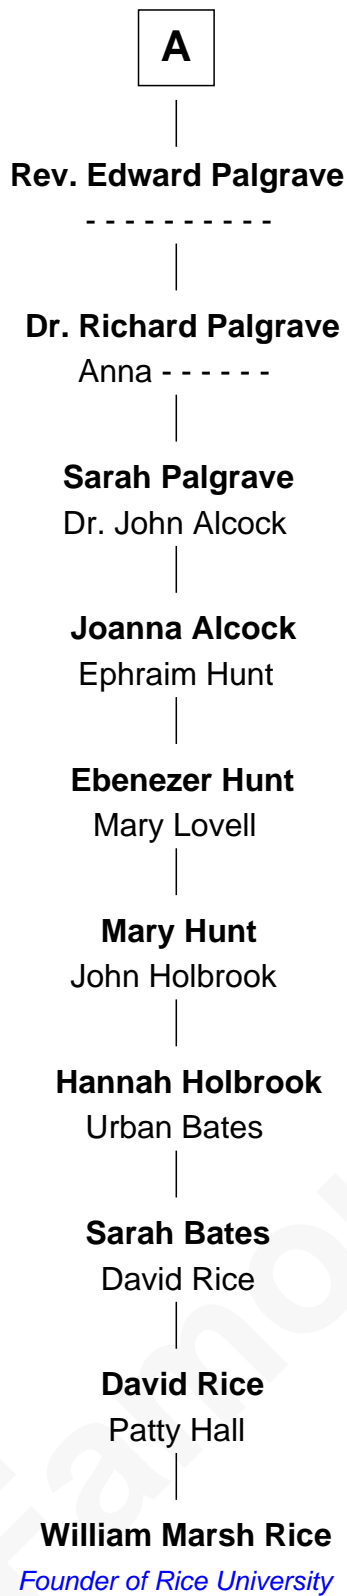 A
Rev. Edward Palgrave
- - - - - - - - - -
Dr. Richard Palgrave
Anna - - - - - -
Sarah Palgrave
Dr. John Alcock
Joanna Alcock
Ephraim Hunt
Ebenezer Hunt
Mary Lovell
Mary Hunt
John Holbrook
Hannah Holbrook
Urban Bates
Sarah Bates
David Rice
David Rice
Patty Hall
William Marsh Rice
Founder of Rice University
Famo